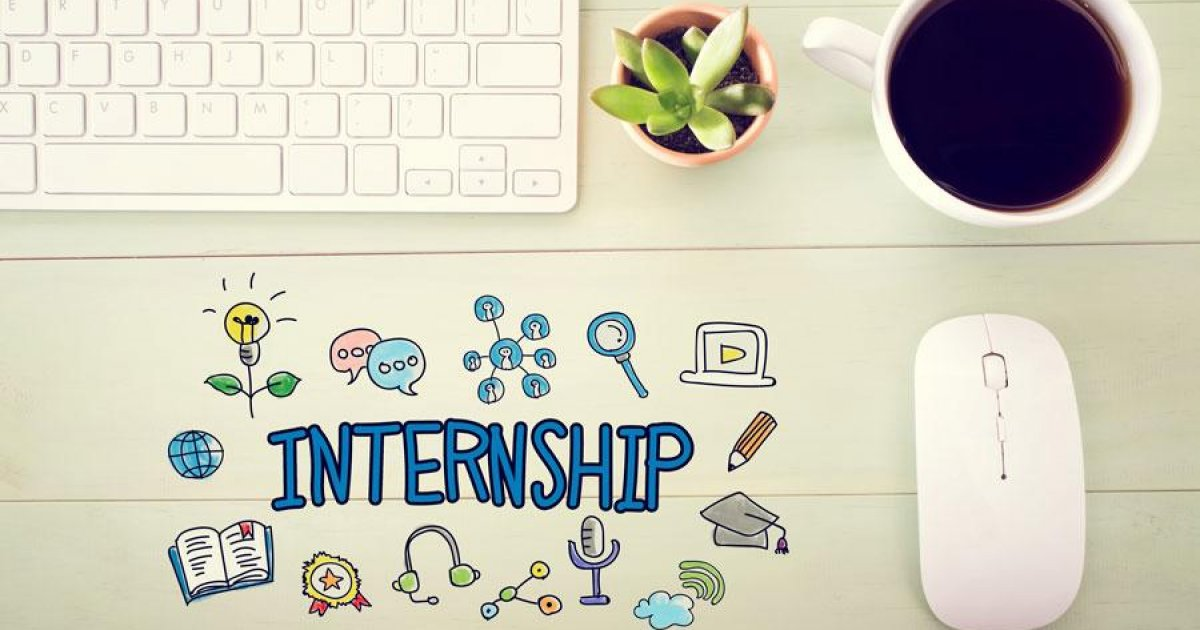 E R T Y U I O P
D F G H J K L
X C V B N M
INTERNSHIP